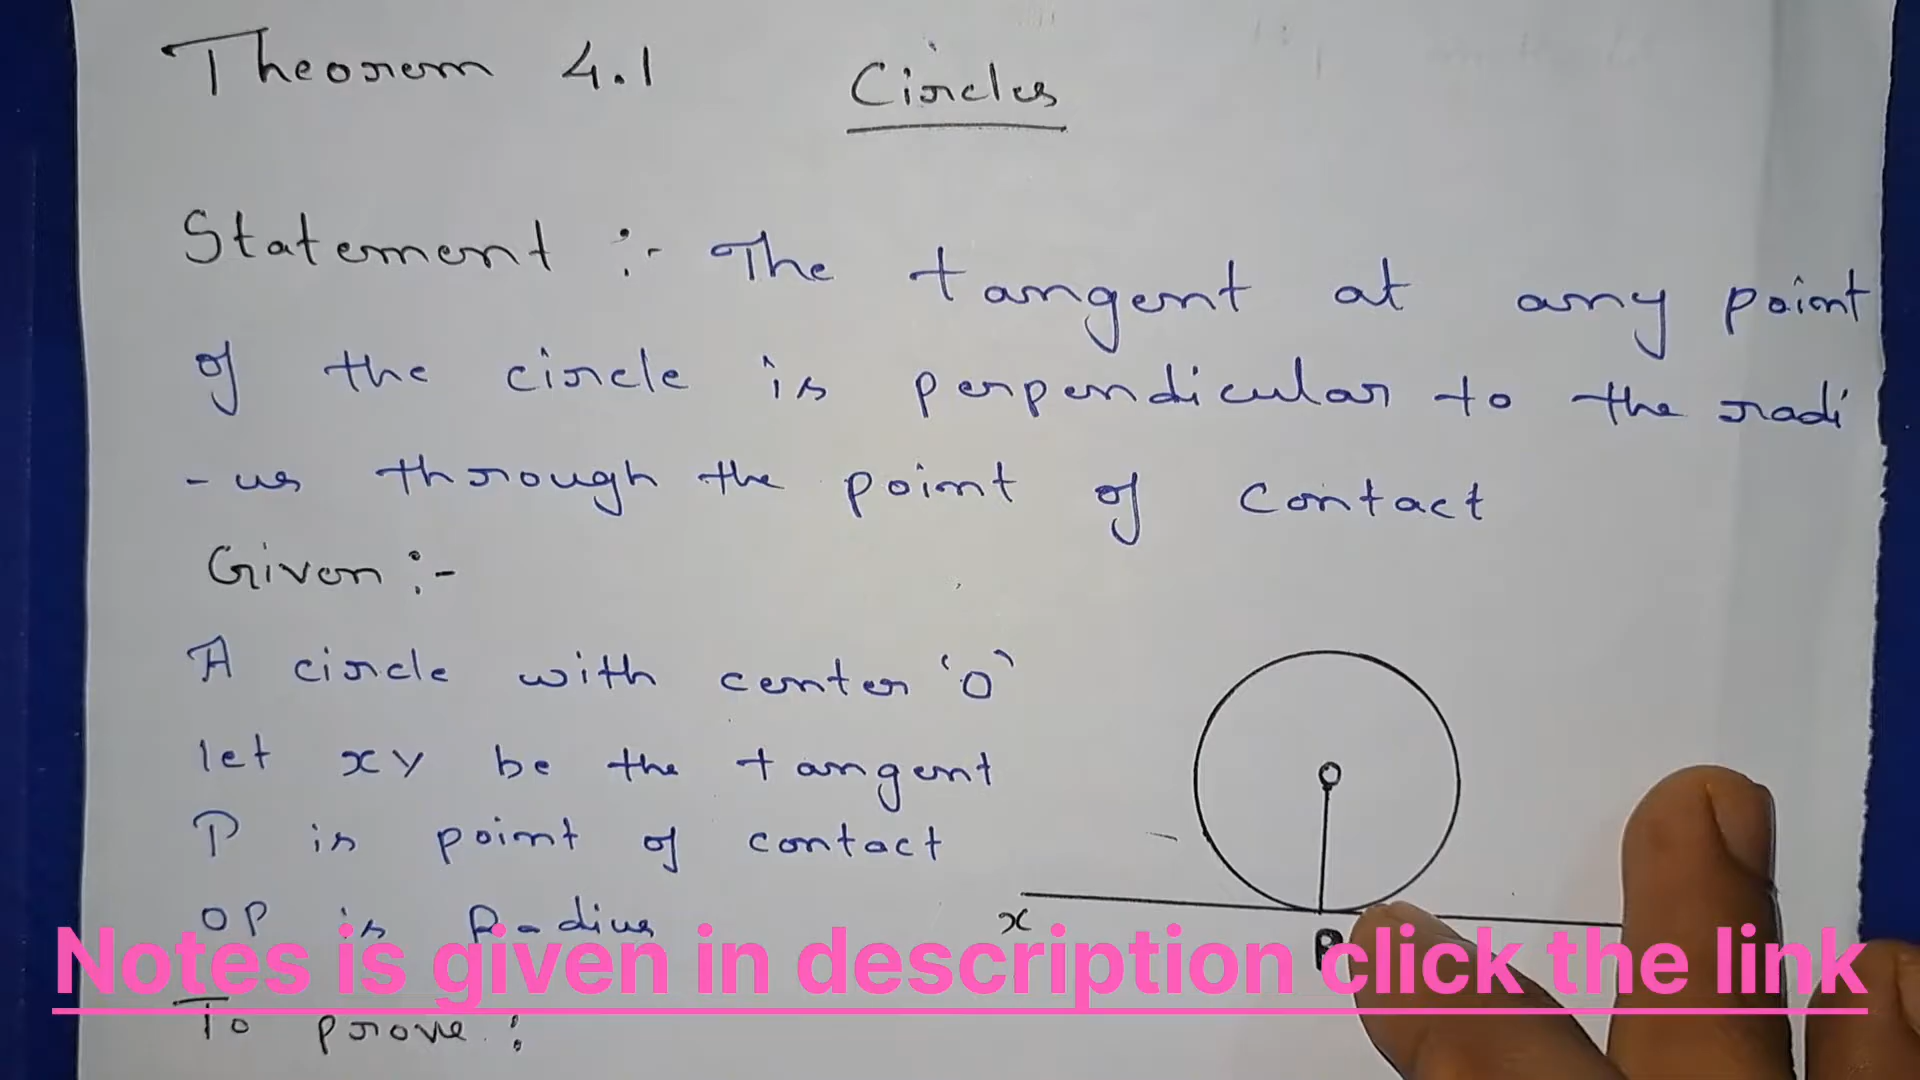 Theorem 4.1
Circles
Statement :- The tangent at any point
of the circle is perpendicular to the radi
- us through the point of contact
Given :-
A circle with center 'O'
let xy be the tangent
P is point of contact
OP is Radius
O
x
P
Notes is given in description click the link
To prove :